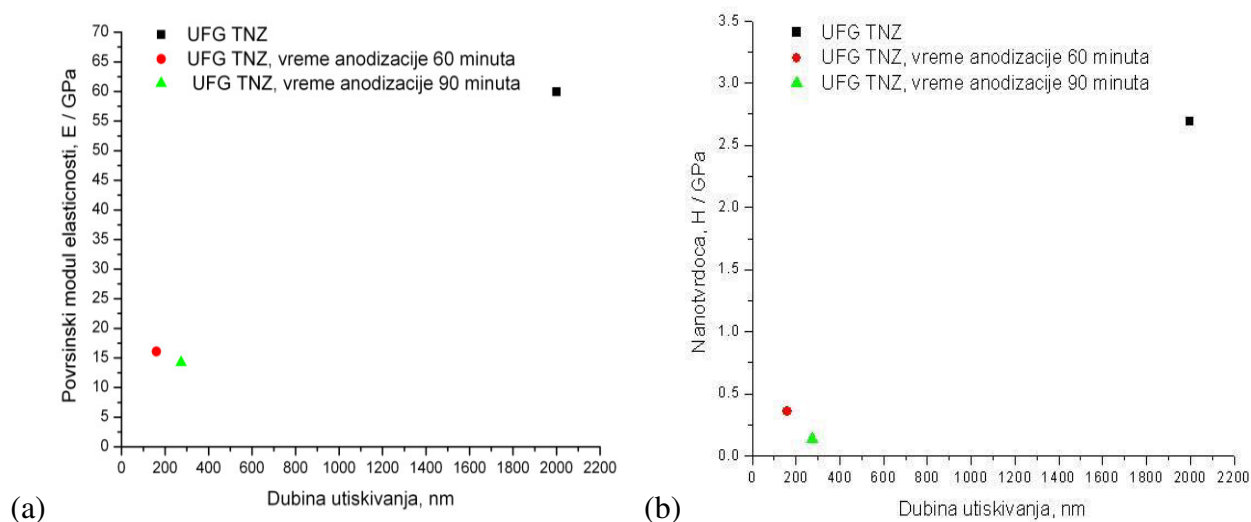 UFG TNZ
UFG TNZ, vreme anodizacije 60 minuta
UFG TNZ, vreme anodizacije 90 minuta
Povrsinski modul elasticnosti, E / GPa
70
65
60
55
50
45
40
35
30
25
20
15
10
5
0
0 200 400 600 800 1000 1200 1400 1600 1800 2000 2200
Dubina utiskivanja, nm
(a)
UFG TNZ
UFG TNZ, vreme anodizacije 60 minuta
UFG TNZ, vreme anodizacije 90 minuta
Nanotvrdoca, H / GPa
3.5
3.0
2.5
2.0
1.5
1.0
0.5
0.0
0 200 400 600 800 1000 1200 1400 1600 1800 2000 2200
Dubina utiskivanja, nm
(b)